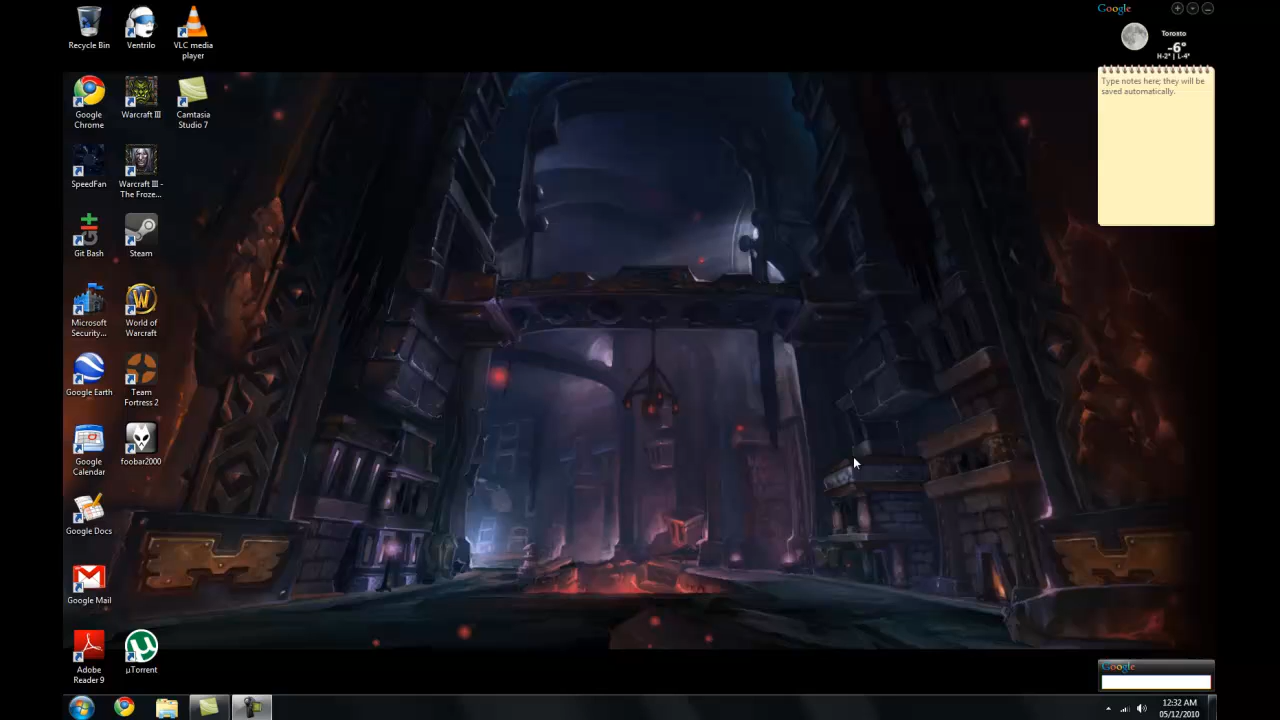 Recycle Bin
Ventrilo
VLC media
player
Google
Chrome
Warcraft III
Camtasia
Studio 7
SpeedFan
Warcraft III -
The Froze...
Git Bash
Steam
Microsoft
Security...
World of
Warcraft
Google Earth
Team
Fortress 2
Google
Calendar
foobar2000
Google Docs
Google Mail
Adobe
Reader 9
µTorrent
Google
Toronto
-6°
H-2° | L-4°
Type notes here; they will be
saved automatically.
Google
12:32 AM
05/12/2010